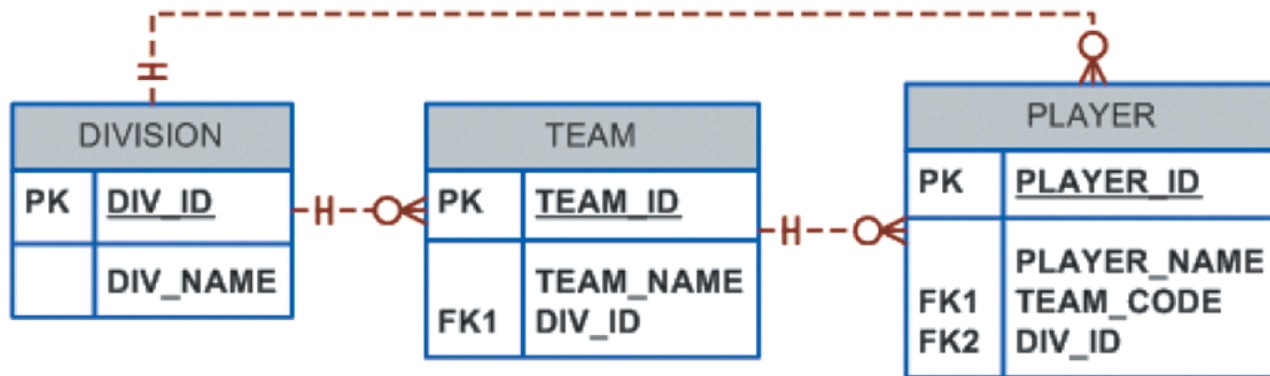 DIVISION
PK DIV_ID
DIV_NAME
TEAM
PK TEAM_ID
TEAM_NAME
FK1 DIV_ID
PLAYER
PK PLAYER_ID
PLAYER_NAME
FK1 TEAM_CODE
FK2 DIV_ID